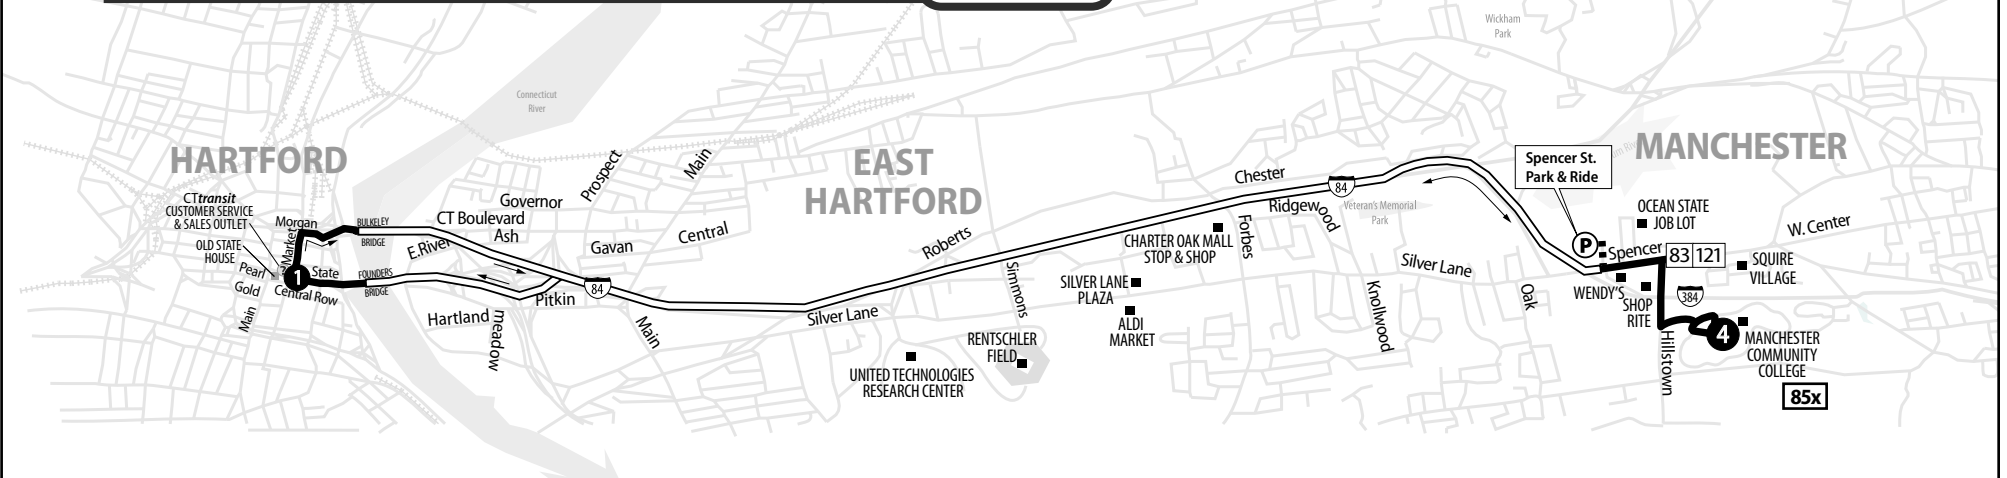 Wickham
Park
Connecticut
River
HARTFORD
EAST
HARTFORD
MANCHESTER
Spencer St.
Park & Ride
CTtransit
CUSTOMER SERVICE
& SALES OUTLET
OLD STATE
HOUSE
Pearl
Gold
Main
Market
Morgan
1
State
Central Row
BULKELEY
BRIDGE
FOUNDERS
BRIDGE
E.River
CT Boulevard
Governor
Ash
Prospect
Main
Gavan
Central
Pitkin
84
Hartland
meadow
Main
Silver Lane
Roberts
Simmons
UNITED TECHNOLOGIES
RESEARCH CENTER
RENTSCHLER
FIELD
SILVER LANE
PLAZA
ALDI
MARKET
CHARTER OAK MALL
STOP & SHOP
Chester
Forbes
Ridgewood
84
Veteran's Memorial
Park
Silver Lane
Knollwood
Oak
P
Spencer
83 121
OCEAN STATE
JOB LOT
W. Center
SQUIRE
VILLAGE
WENDY'S
SHOP
RITE
384
Hillstown
4
MANCHESTER
COMMUNITY
COLLEGE
85x